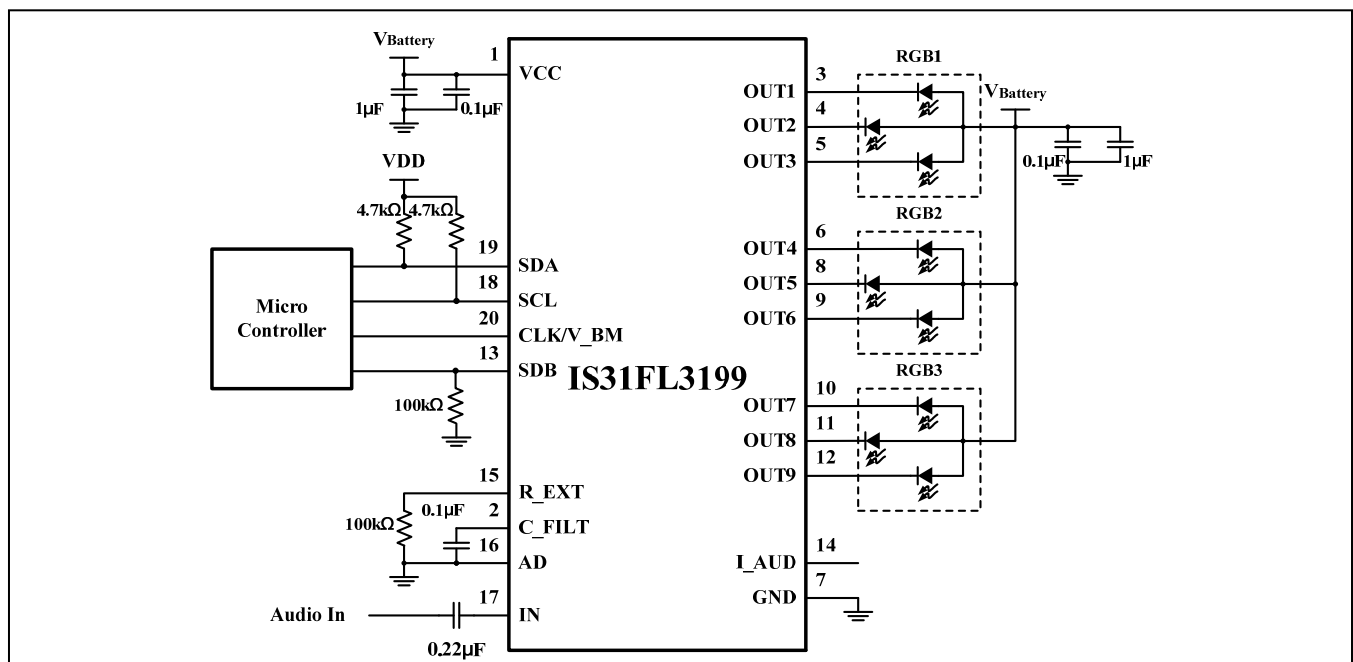 VBattery
1
VCC
1μF
0.1μF
VDD
4.7kΩ
4.7kΩ
19
SDA
Micro
Controller
18
SCL
20
CLK/V_BM
13
SDB
100kΩ
IS31FL3199
15
R_EXT
100kΩ
0.1μF
2
C_FILT
16
AD
17
Audio In
IN
0.22μF
RGB1
3
OUT1
4
OUT2
5
OUT3
VBattery
0.1μF
1μF
RGB2
6
OUT4
8
OUT5
9
OUT6
RGB3
10
OUT7
11
OUT8
12
OUT9
14
I_AUD
7
GND